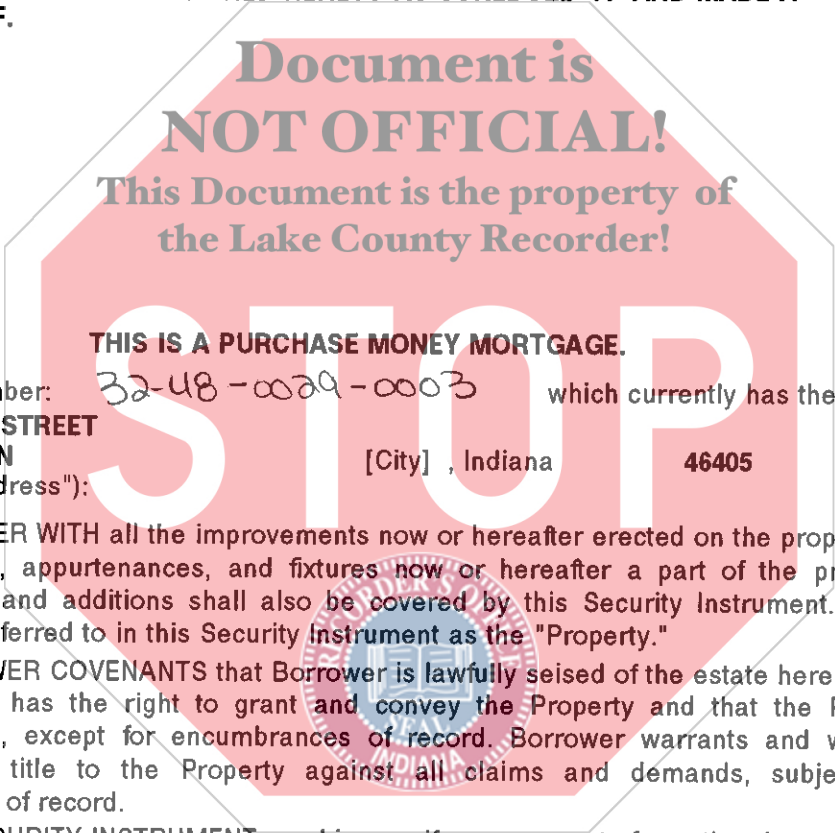 F.
Document is
NOT OFFICIAL!
This Document is the property of
the Lake County Recorder!
STOP
THIS IS A PURCHASE MONEY MORTGAGE.
ber: 32-48-0029-0003 which currently has the
STREET
N [City] , Indiana 46405
dress"):
ER WITH all the improvements now or hereafter erected on the prop
, appurtenances, and fixtures now or hereafter a part of the pr
and additions shall also be covered by this Security Instrument.
ferred to in this Security Instrument as the "Property."
VER COVENANTS that Borrower is lawfully seised of the estate here
has the right to grant and convey the Property and that the P
, except for encumbrances of record. Borrower warrants and w
title to the Property against all claims and demands, subje
of record.
RECORDER'S OFFICE
SEAL
INDIANA